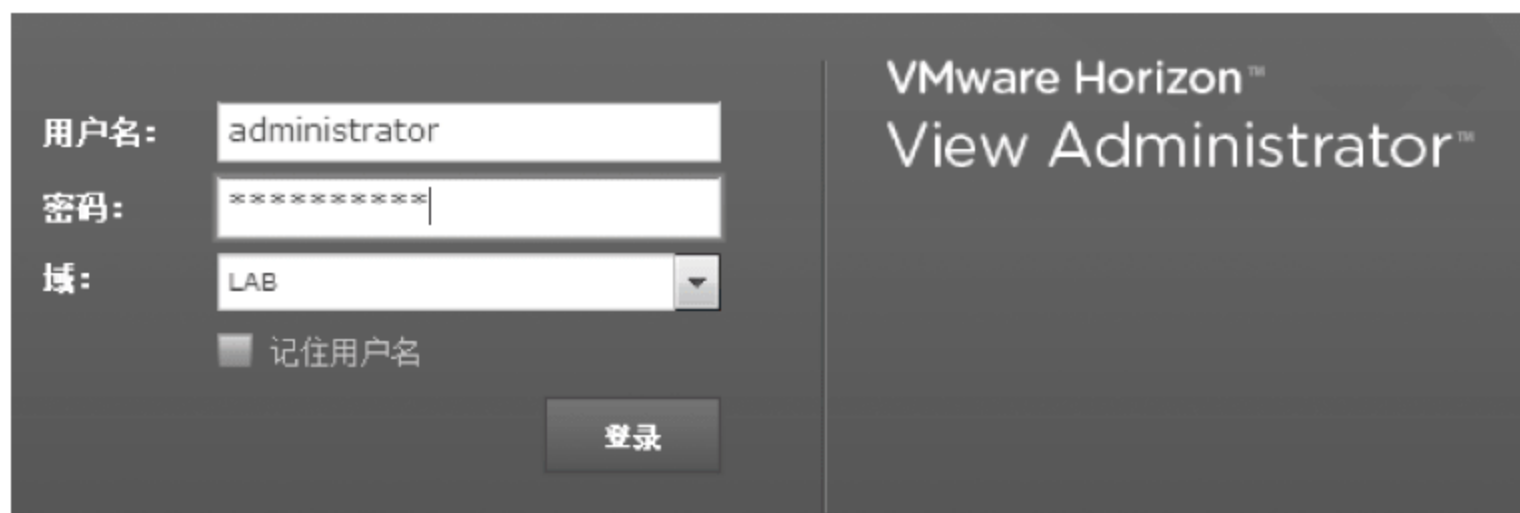 用户名: administrator
密码: **********
域: LAB
记住用户名
登录
VMware Horizon™
View Administrator™